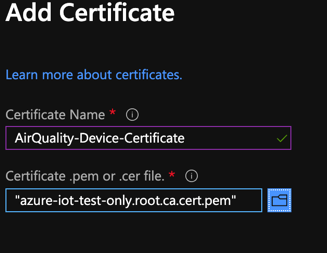 Add Certificate
Learn more about certificates.
Certificate Name *
AirQuality-Device-Certificate
Certificate .pem or .cer file. *
"azure-iot-test-only.root.ca.cert.pem"